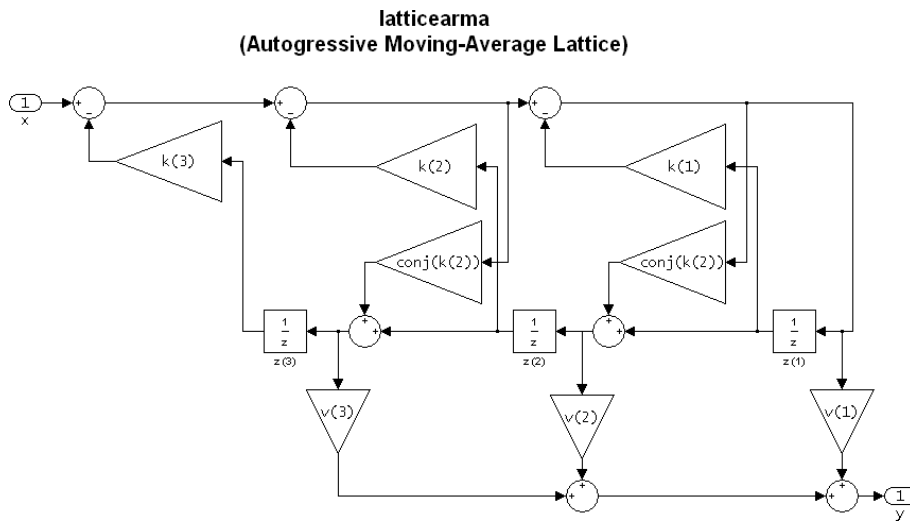 latticearma
(Autogressive Moving-Average Lattice)
1
x
+
−
+
−
+
−
k(3)
k(2)
k(1)
conj(k(2))
conj(k(2))
1
z
z(3)
+
+
1
z
z(2)
+
+
1
z
z(1)
v(3)
v(2)
v(1)
+
+
+
+
1
y